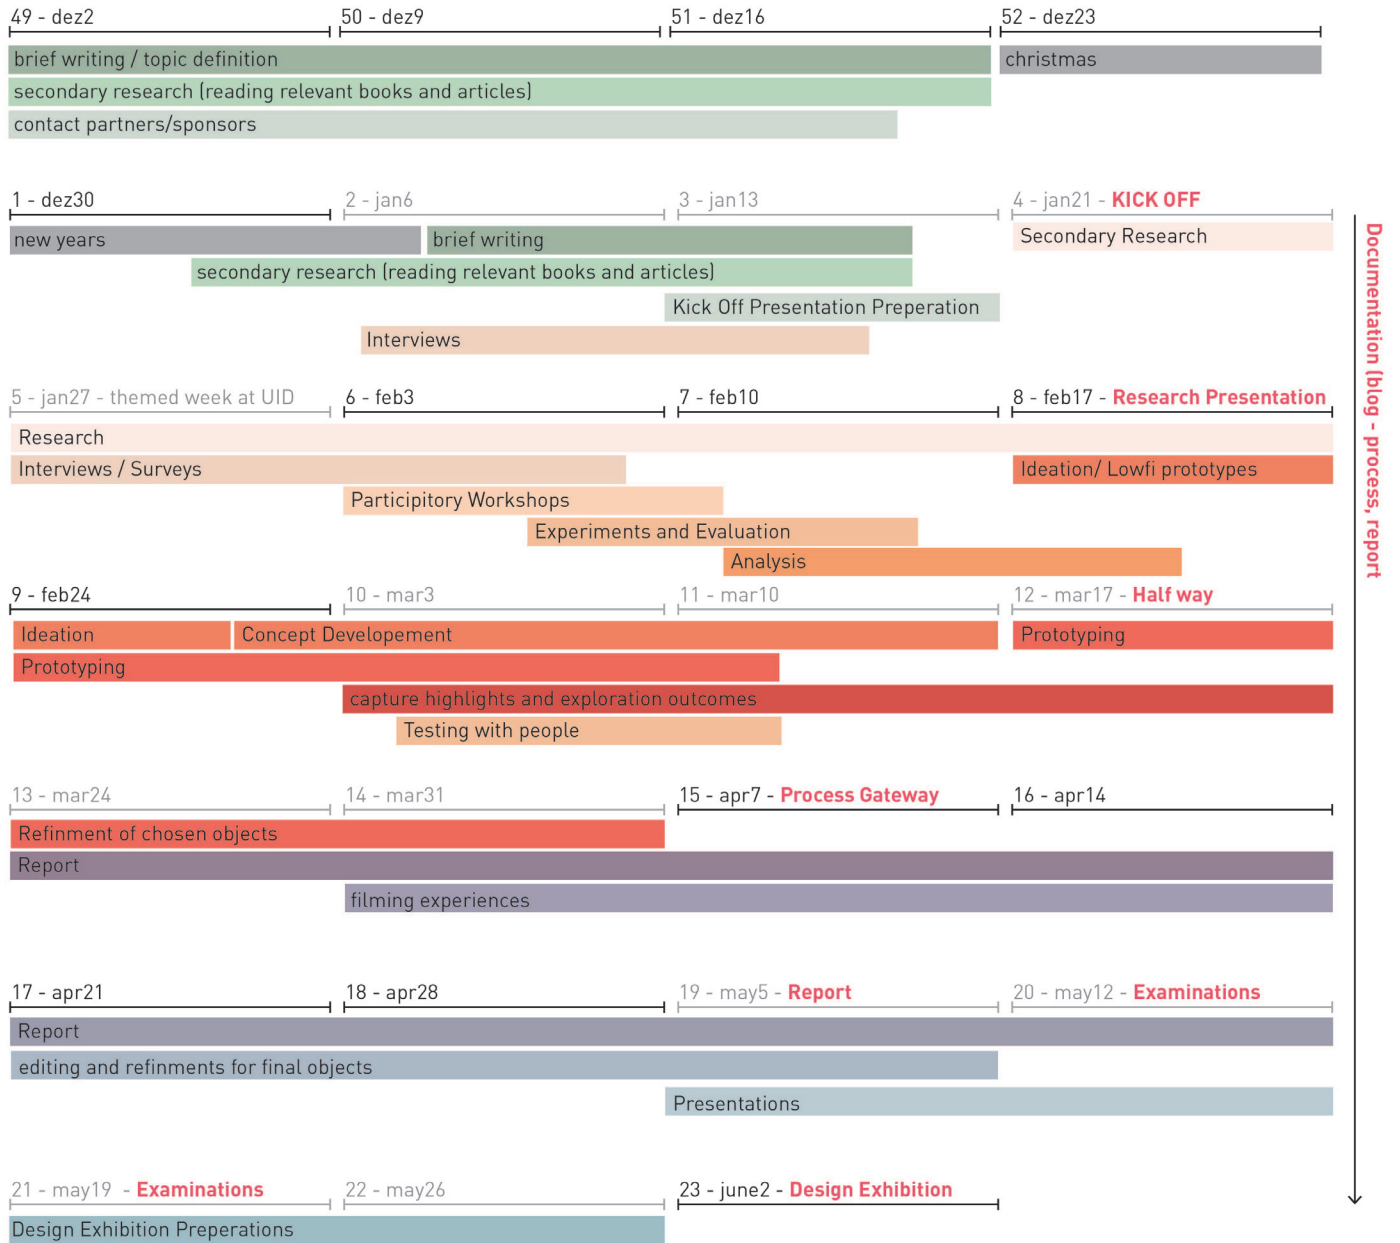 49 - dez2
50 - dez9
51 - dez16
52 - dez23
brief writing / topic definition
christmas
secondary research (reading relevant books and articles)
contact partners/sponsors
1 - dez30
2 - jan6
3 - jan13
4 - jan21 - KICK OFF
new years
brief writing
Secondary Research
secondary research (reading relevant books and articles)
Kick Off Presentation Preperation
Interviews
5 - jan27 - themed week at UID
6 - feb3
7 - feb10
8 - feb17 - Research Presentation
Research
Interviews / Surveys
Ideation/ Lowfi prototypes
Participitory Workshops
Experiments and Evaluation
Analysis
9 - feb24
10 - mar3
11 - mar10
12 - mar17 - Half way
Ideation
Concept Developement
Prototyping
Prototyping
capture highlights and exploration outcomes
Testing with people
13 - mar24
14 - mar31
15 - apr7 - Process Gateway
16 - apr14
Refinment of chosen objects
Report
filming experiences
17 - apr21
18 - apr28
19 - may5 - Report
20 - may12 - Examinations
Report
editing and refinments for final objects
Presentations
21 - may19 - Examinations
22 - may26
23 - june2 - Design Exhibition
Design Exhibition Preperations
Documentation (blog - process, report